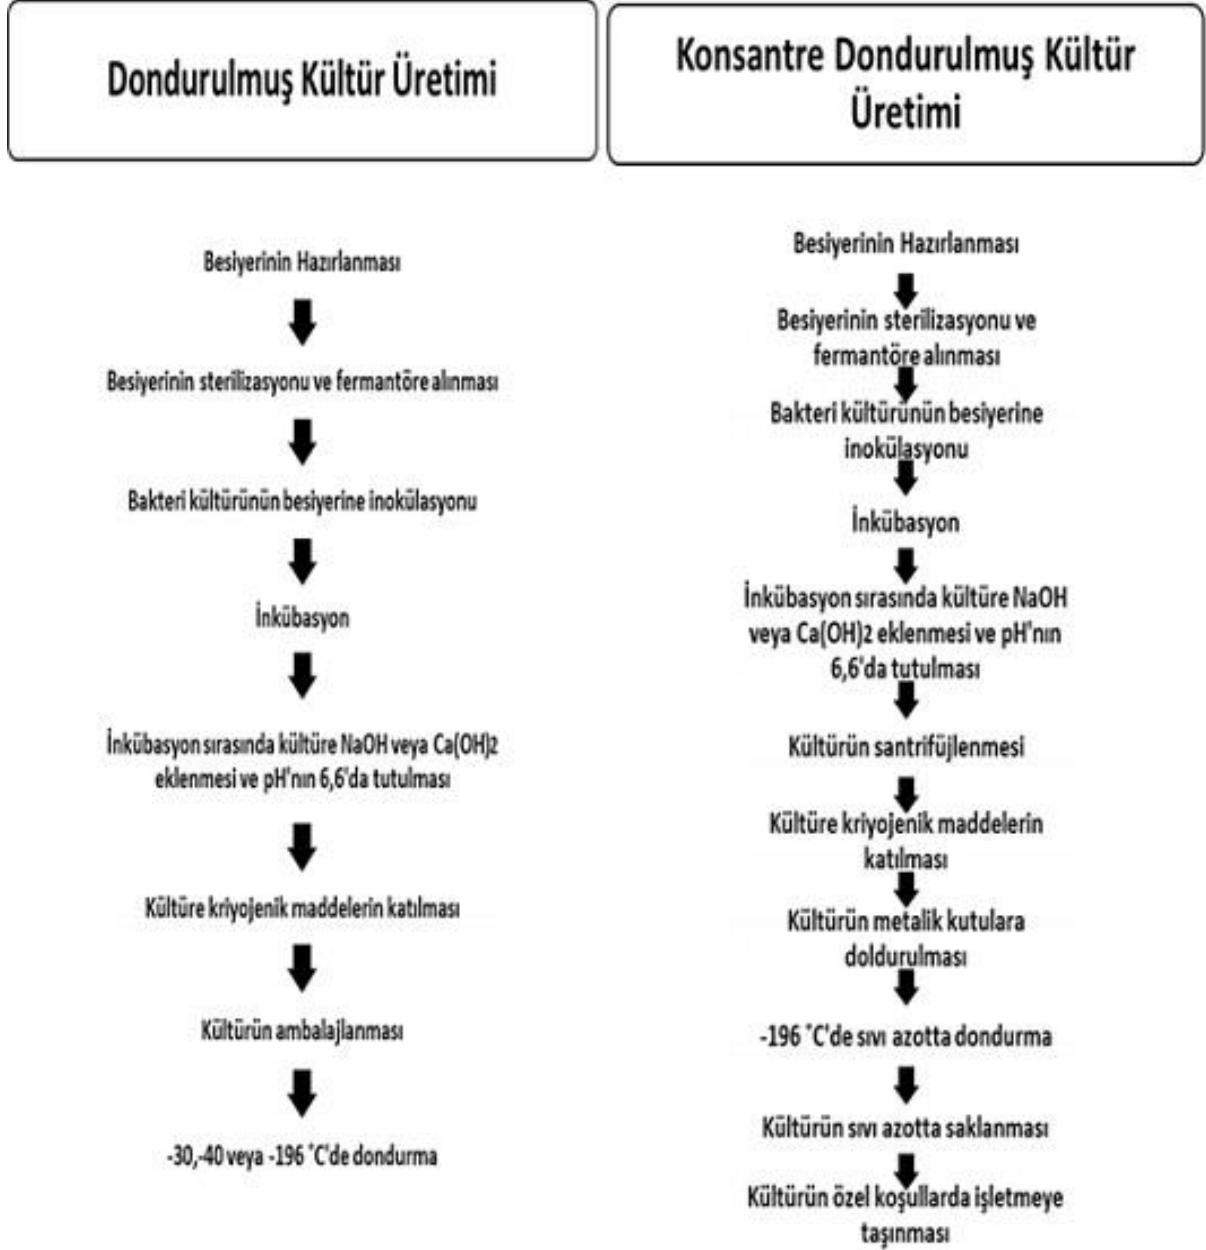 Dondurulmuş Kültür Üretimi
Besiyerinin Hazırlanması
Besiyerinin sterilizasyonu ve fermantöre alınması
Bakteri kültürünün besiyerine inokülasyonu
İnkübasyon
İnkübasyon sırasında kültüre NaOH veya Ca(OH)2
eklenmesi ve pH'nın 6,6'da tutulması
Kültüre kriyojenik maddelerin katılması
Kültürün ambalajlanması
-30,-40 veya -196 ˚C'de dondurma
Konsantre Dondurulmuş Kültür
Üretimi
Besiyerinin Hazırlanması
Besiyerinin sterilizasyonu ve
fermantöre alınması
Bakteri kültürünün besiyerine
inokülasyonu
İnkübasyon
İnkübasyon sırasında kültüre NaOH
veya Ca(OH)2 eklenmesi ve pH'nın
6,6'da tutulması
Kültürün santrifüjlenmesi
Kültüre kriyojenik maddelerin
katılması
Kültürün metalik kutulara
doldurulması
-196 ˚C'de sıvı azotta dondurma
Kültürün sıvı azotta saklanması
Kültürün özel koşullarda işletmeye
taşınması